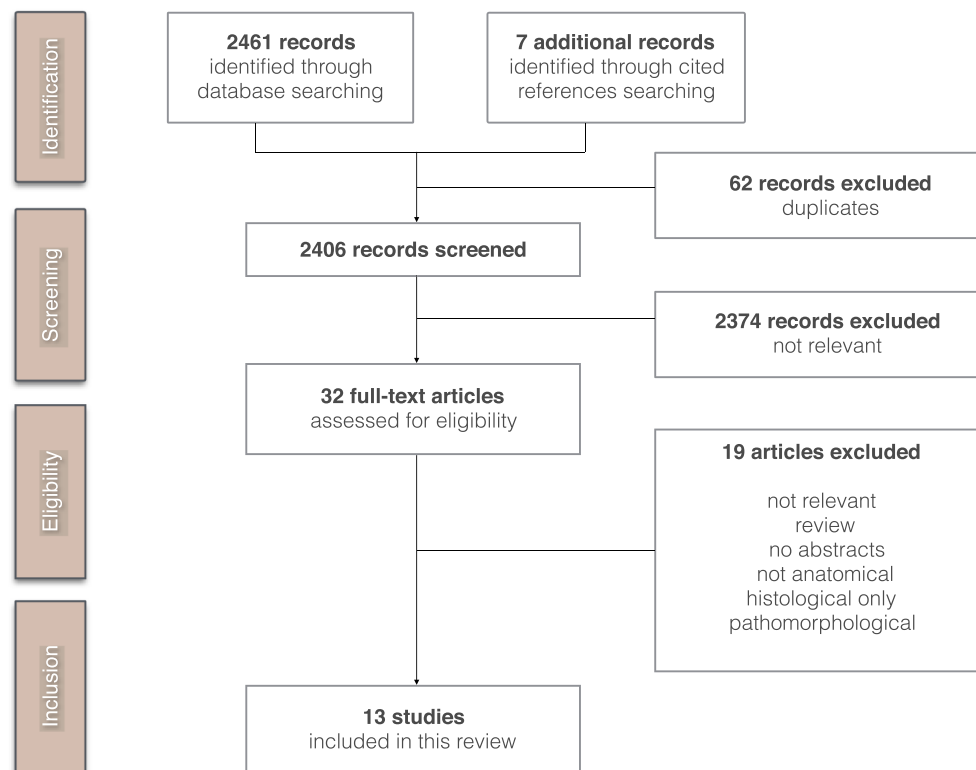 Identification
2461 records
identified through
database searching
7 additional records
identified through cited
references searching
62 records excluded
duplicates
Screening
2406 records screened
2374 records excluded
not relevant
32 full-text articles
assessed for eligibility
Eligibility
19 articles excluded
not relevant
review
no abstracts
not anatomical
histological only
pathomorphological
Inclusion
13 studies
included in this review